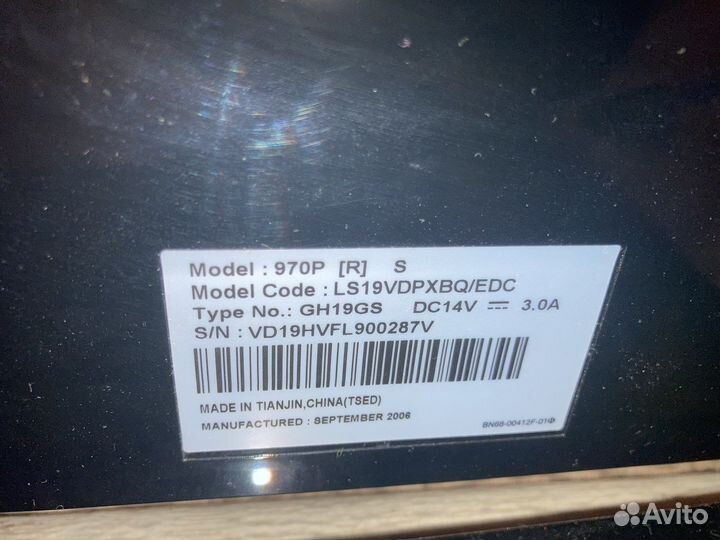 Model : 970P [R] S
Model Code : LS19VDPXBQ/EDC
Type No.: GH19GS DC14V ⎓ 3.0A
S/N : VD19HVFL900287V
MADE IN TIANJIN,CHINA(TSED)
MANUFACTURED : SEPTEMBER 2006
BN68-00412F-01Φ
Avito